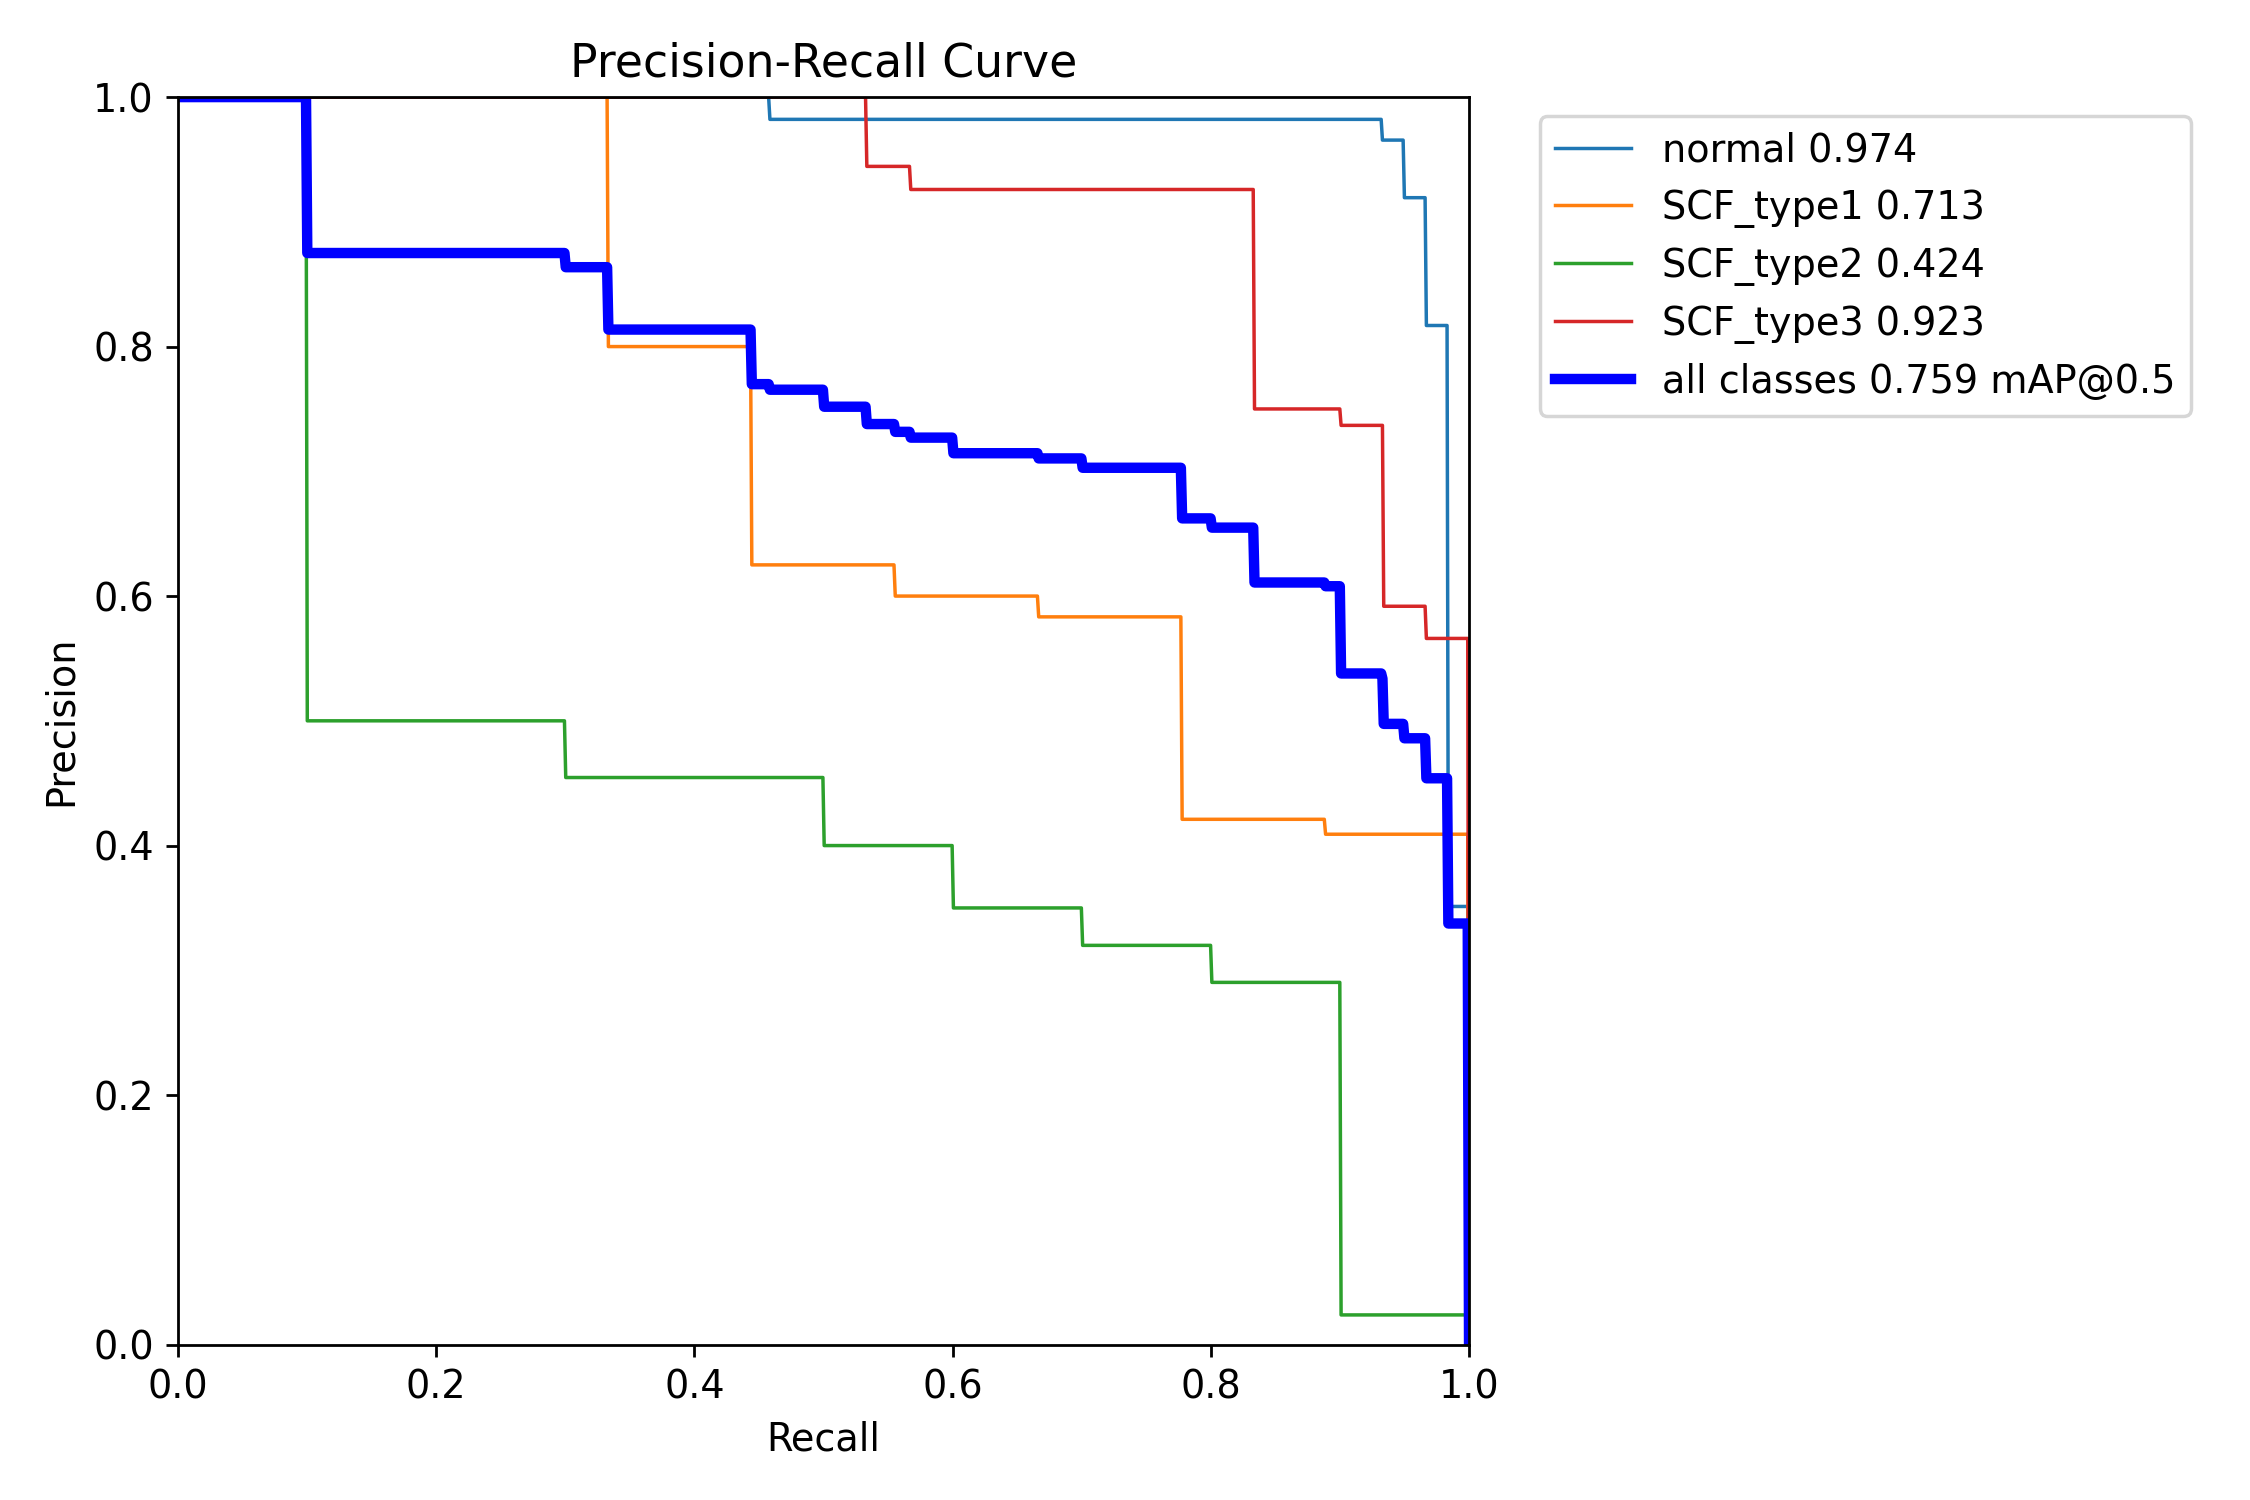 Precision-Recall Curve
1.0
0.8
0.6
0.4
0.2
0.0
Precision
0.0 0.2 0.4 0.6 0.8 1.0
Recall
normal 0.974
SCF_type1 0.713
SCF_type2 0.424
SCF_type3 0.923
all classes 0.759 mAP@0.5